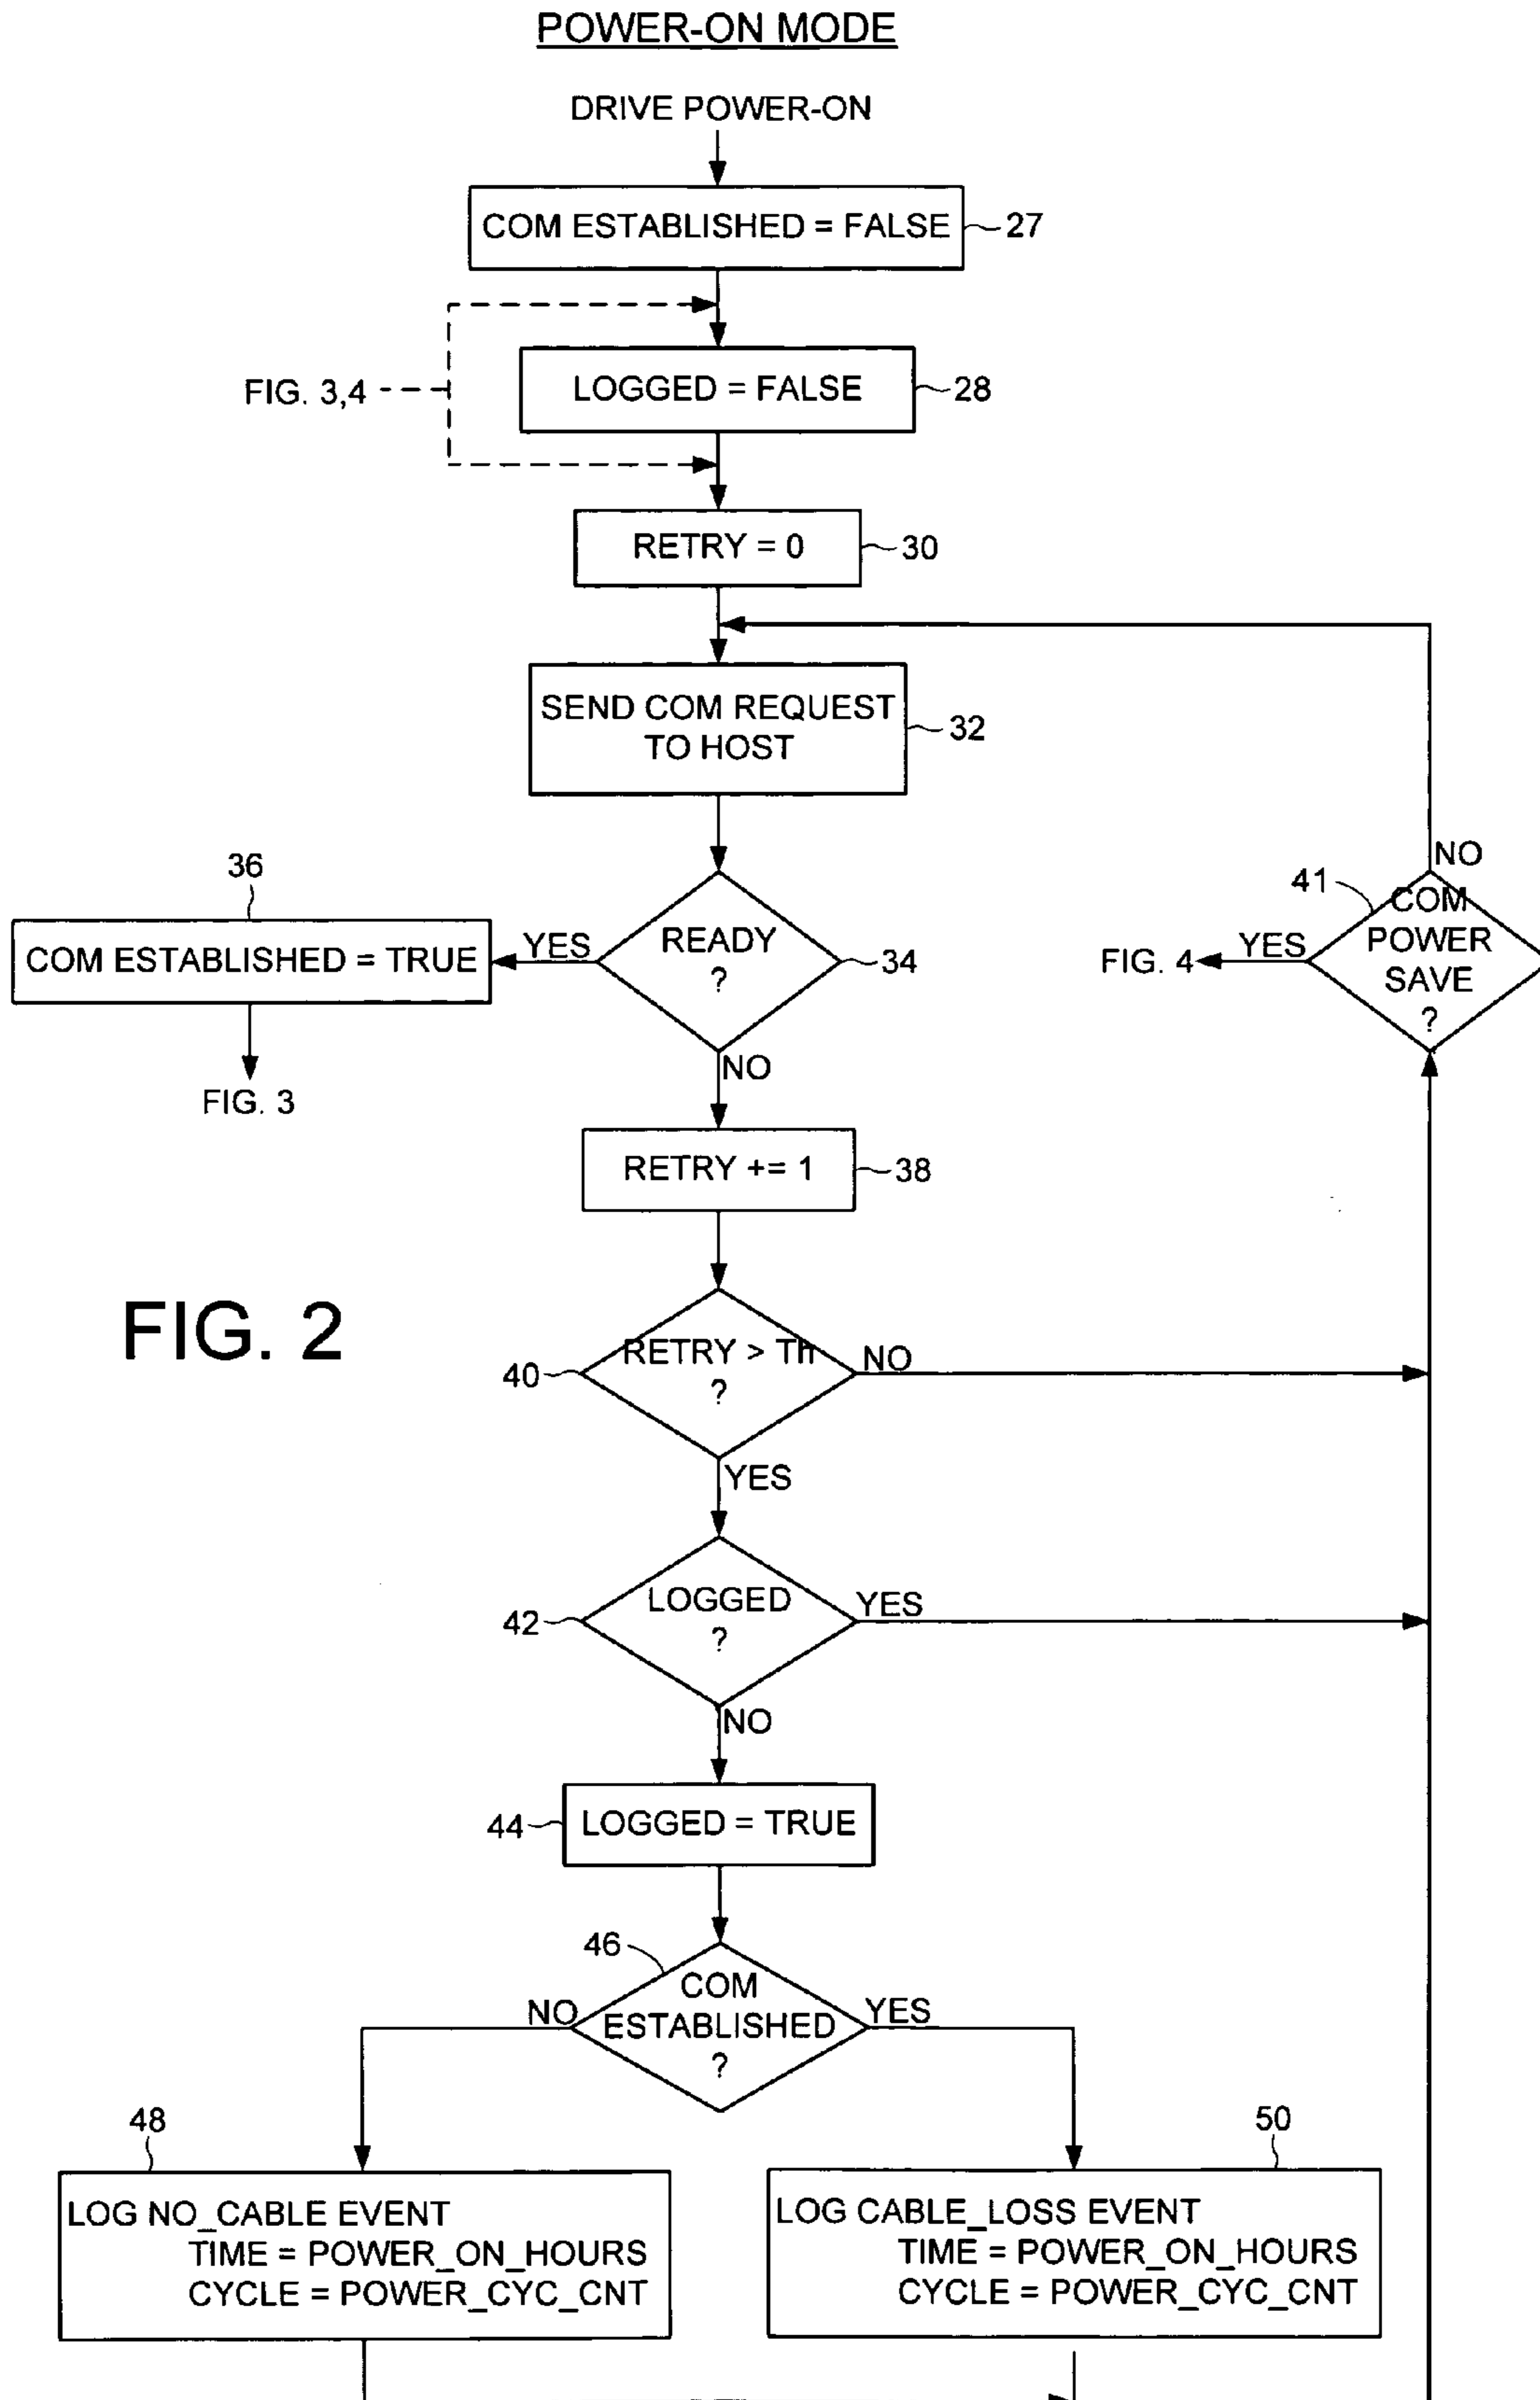 POWER-ON MODE
DRIVE POWER-ON
COM ESTABLISHED = FALSE
27
LOGGED = FALSE
28
FIG. 3,4
RETRY = 0
30
SEND COM REQUEST
TO HOST
32
36
COM ESTABLISHED = TRUE
YES
READY
?
34
NO
FIG. 3
41
NO
COM
POWER
SAVE
?
YES
FIG. 4
RETRY += 1
38
FIG. 2
40
RETRY > Th
?
NO
YES
42
LOGGED
?
YES
NO
44
LOGGED = TRUE
46
COM
ESTABLISHED
?
NO
YES
48
LOG NO_CABLE EVENT
TIME = POWER_ON_HOURS
CYCLE = POWER_CYC_CNT
50
LOG CABLE_LOSS EVENT
TIME = POWER_ON_HOURS
CYCLE = POWER_CYC_CNT